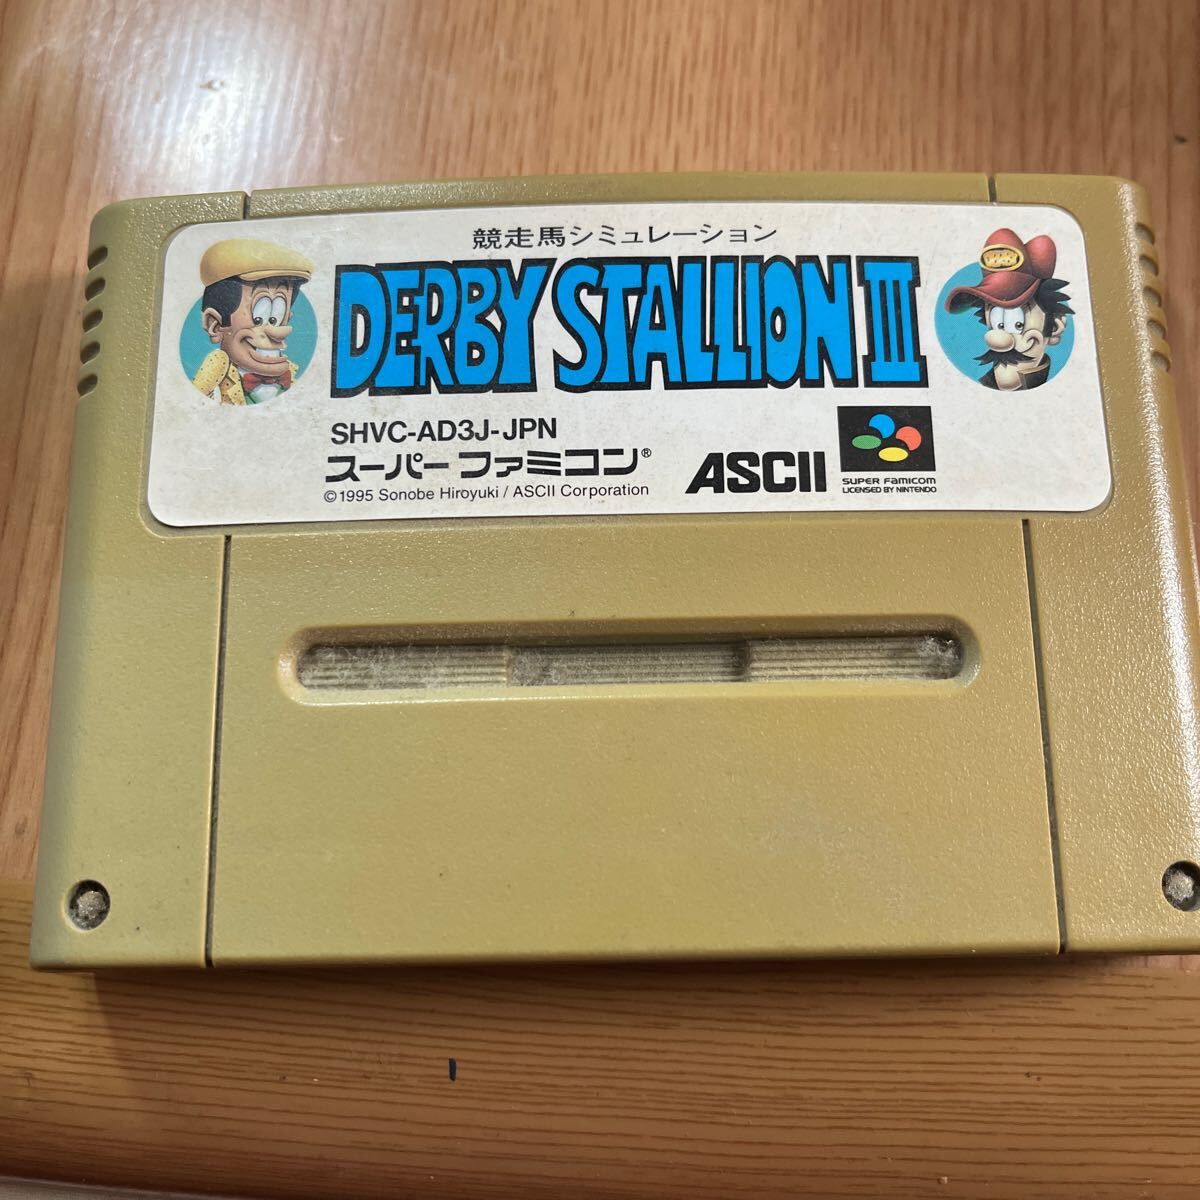 競走馬シミュレーション
DERBY STALLION III
SHVC-AD3J-JPN
スーパーファミコン®
©1995 Sonobe Hiroyuki / ASCII Corporation
ASCII
SUPER FAMICOM
LICENSED BY NINTENDO